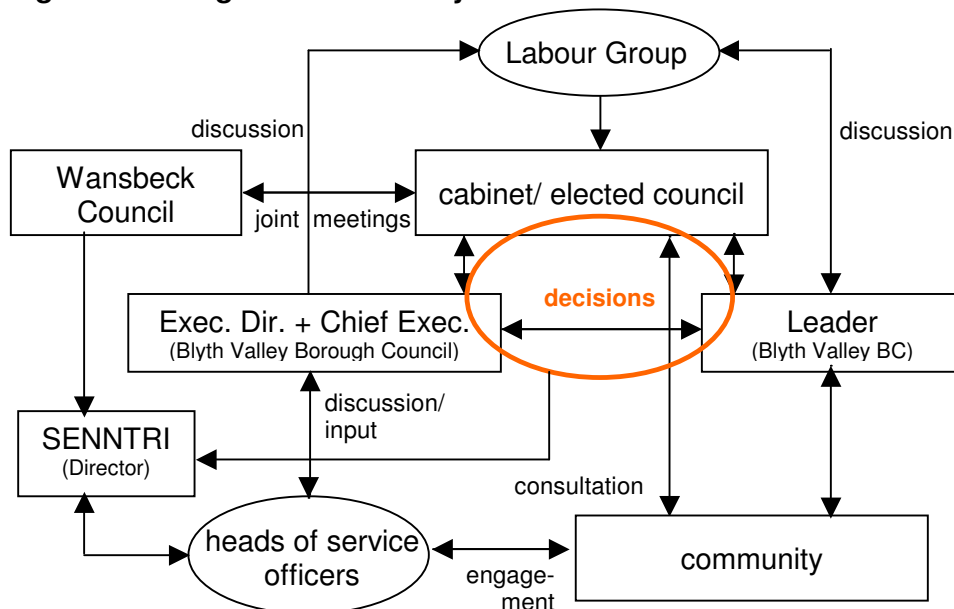 Labour Group
discussion
discussion
Wansbeck
Council
cabinet/ elected council
joint meetings
decisions
Exec. Dir. + Chief Exec.
(Blyth Valley Borough Council)
Leader
(Blyth Valley BC)
discussion/
input
SENNTRI
(Director)
consultation
heads of service
officers
community
engage-
ment